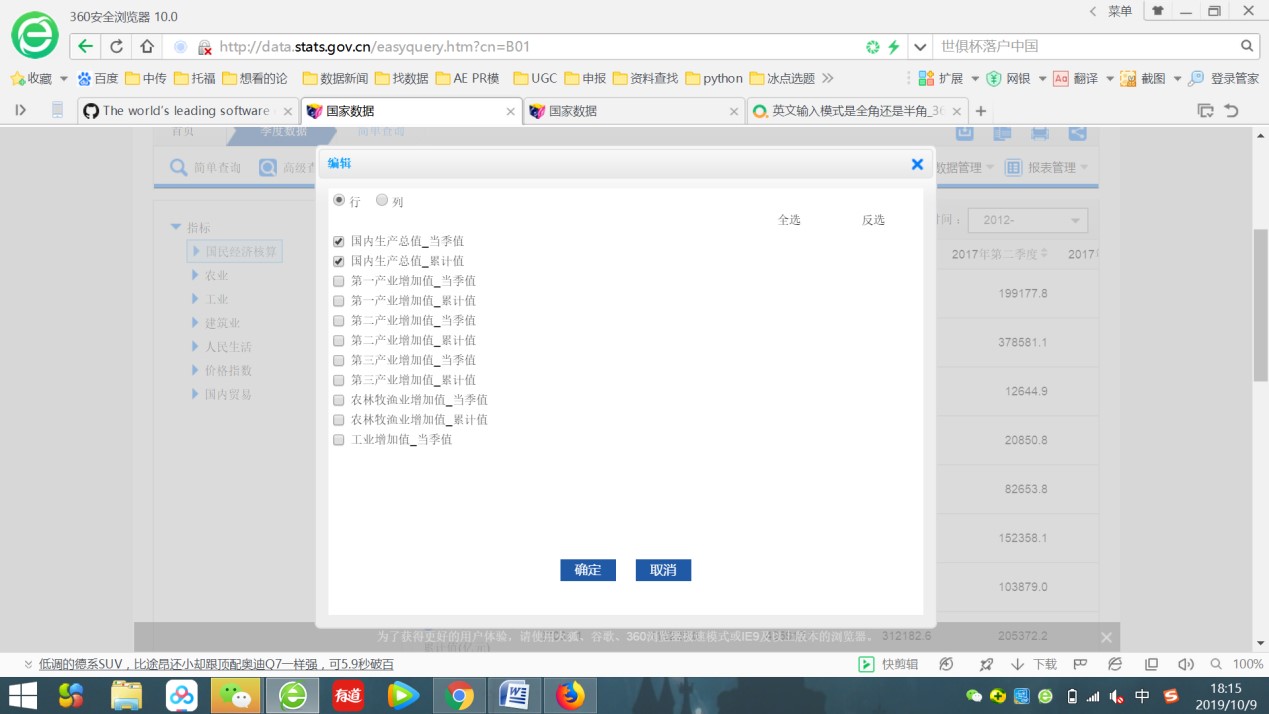 360安全浏览器 10.0
菜单
http://data.stats.gov.cn/easyquery.htm?cn=B01
世俱杯落户中国
收藏 百度 中传 托福 想看的论 数据新闻 找数据 AE PR模 UGC 申报 资料查找 python 冰点选题 扩展 网银 翻译 截图 登录管家
The world's leading software 国家数据 国家数据 英文输入模式是全角还是半角_36
首页 季度数据 简单查询
简单查询 高级查 数据管理 报表管理
编辑
行 列
全选 反选
时间： 2012-
指标
国民经济核算
农业
工业
建筑业
人民生活
价格指数
国内贸易
国内生产总值_当季值
国内生产总值_累计值
第一产业增加值_当季值
第一产业增加值_累计值
第二产业增加值_当季值
第二产业增加值_累计值
第三产业增加值_当季值
第三产业增加值_累计值
农林牧渔业增加值_当季值
农林牧渔业增加值_累计值
工业增加值_当季值
确定 取消
2017年第二季度 2017
199177.8
378581.1
12644.9
20850.8
82653.8
152358.1
103879.0
312182.6 205372.2
为了获得更好的用户体验，请使用火狐、谷歌、360浏览器极速模式或IE9及以上版本的浏览器。
累计值(亿元)
低调的德系SUV，比途昂还小却跟顶配奥迪Q7一样强，可5.9秒破百
快剪辑 下载 100%
有道
中
18:15
2019/10/9